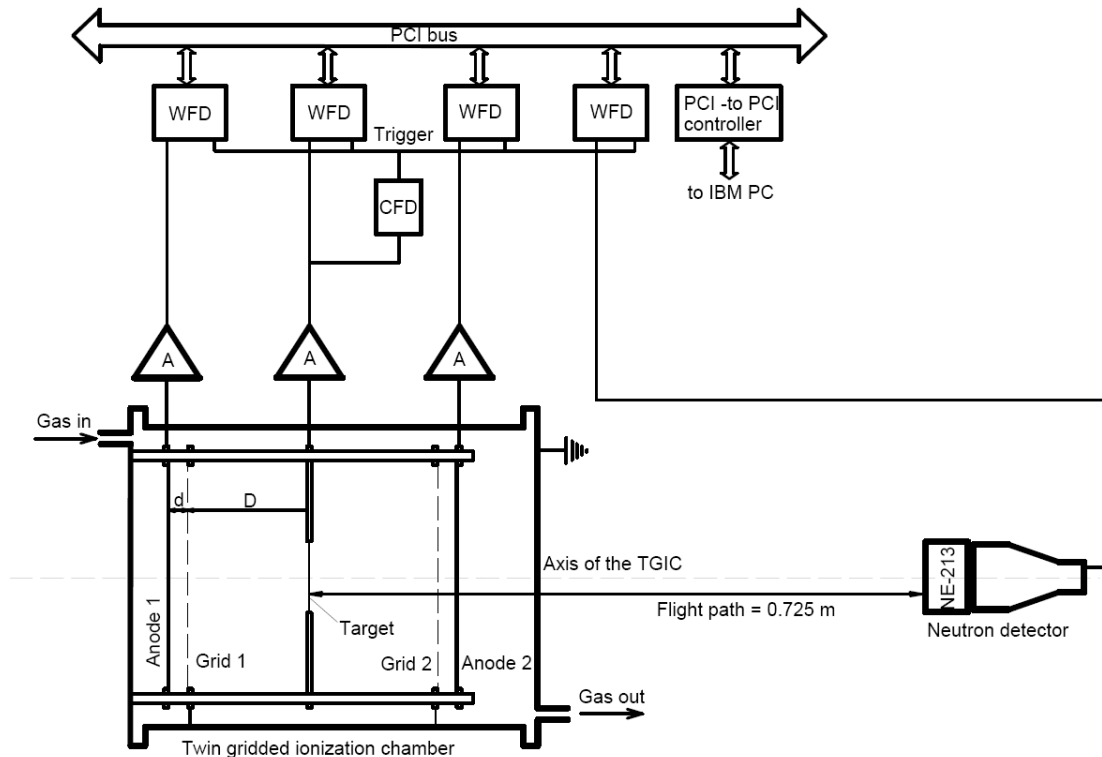 PCI bus
WFD
WFD
WFD
WFD
PCI -to PCI
controller
Trigger
to IBM PC
CFD
A
A
A
Gas in
d
D
Axis of the TGIC
NE-213
Flight path = 0.725 m
Target
Neutron detector
Anode 1
Grid 1
Grid 2
Anode 2
Gas out
Twin gridded ionization chamber